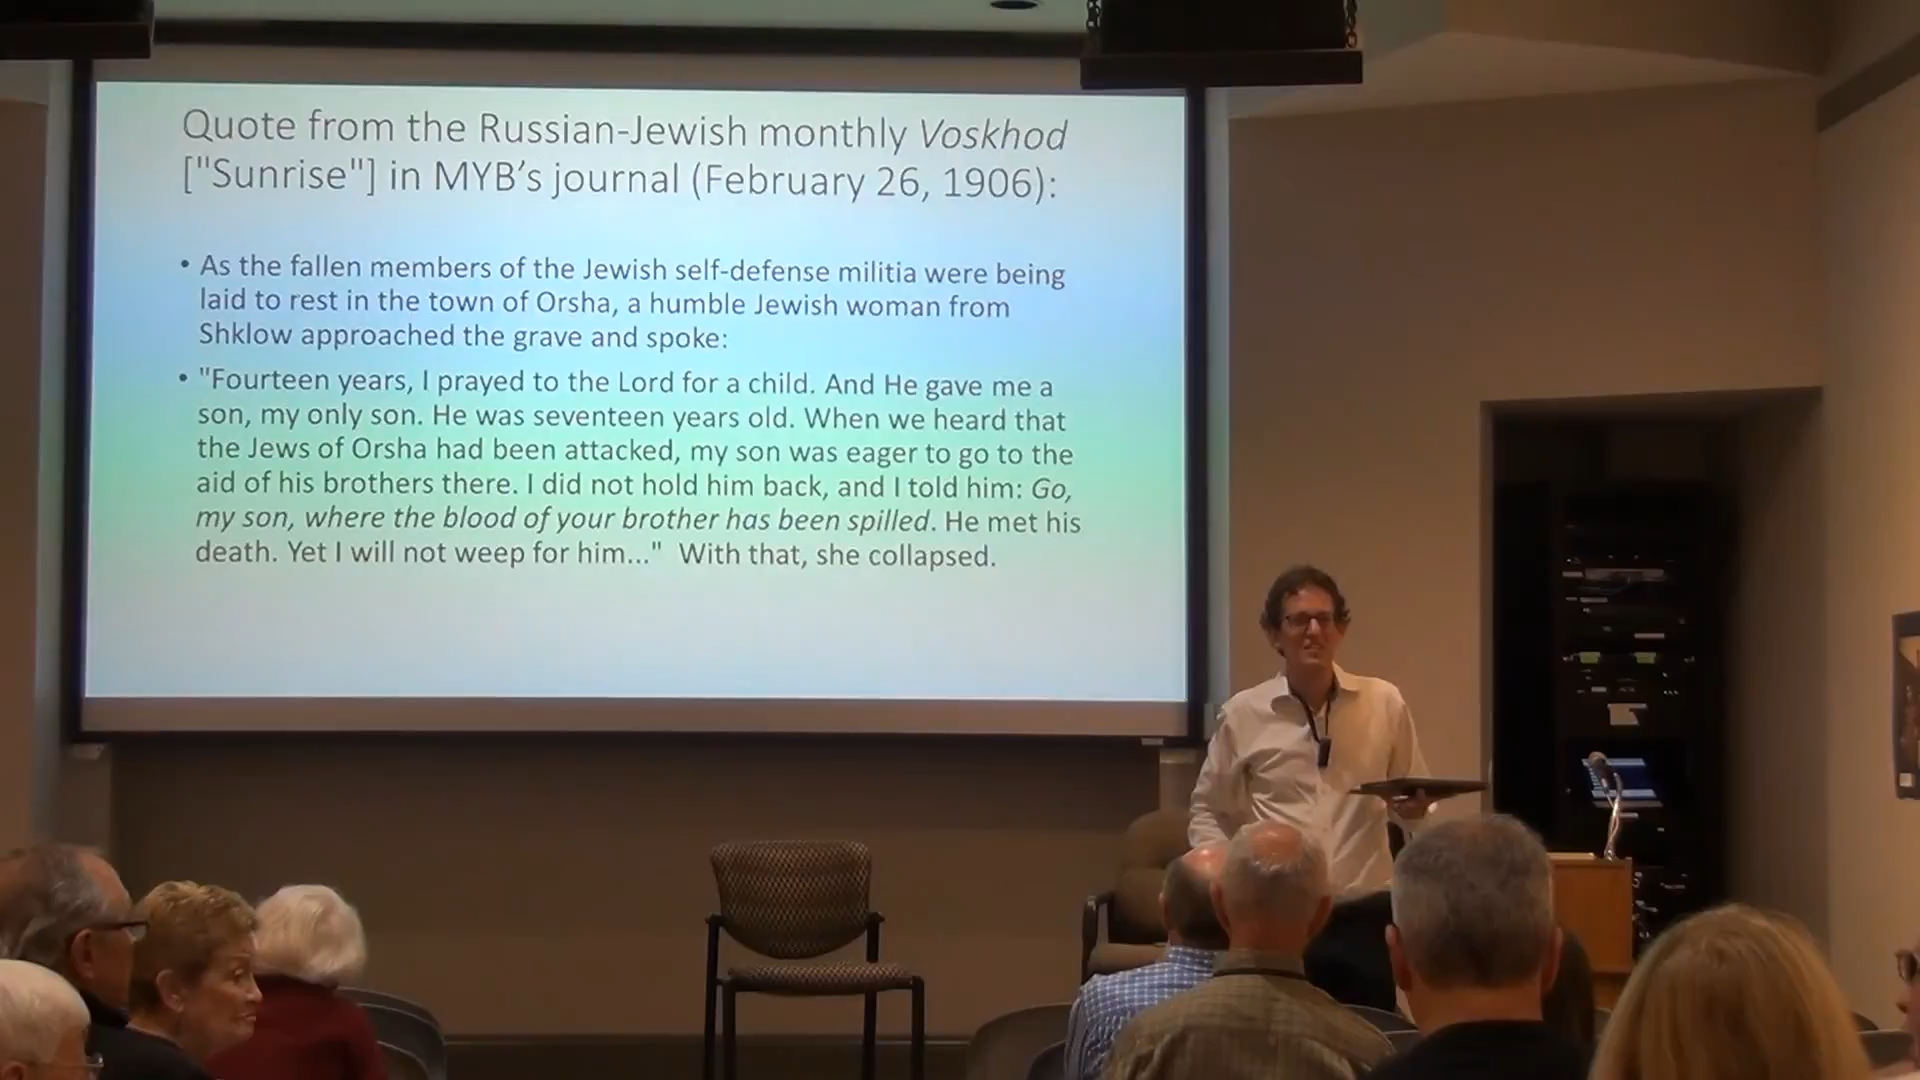 Quote from the Russian-Jewish monthly Voskhod
["Sunrise"] in MYB’s journal (February 26, 1906):
• As the fallen members of the Jewish self-defense militia were being
laid to rest in the town of Orsha, a humble Jewish woman from
Shklow approached the grave and spoke:
• "Fourteen years, I prayed to the Lord for a child. And He gave me a
son, my only son. He was seventeen years old. When we heard that
the Jews of Orsha had been attacked, my son was eager to go to the
aid of his brothers there. I did not hold him back, and I told him: Go,
my son, where the blood of your brother has been spilled. He met his
death. Yet I will not weep for him..." With that, she collapsed.